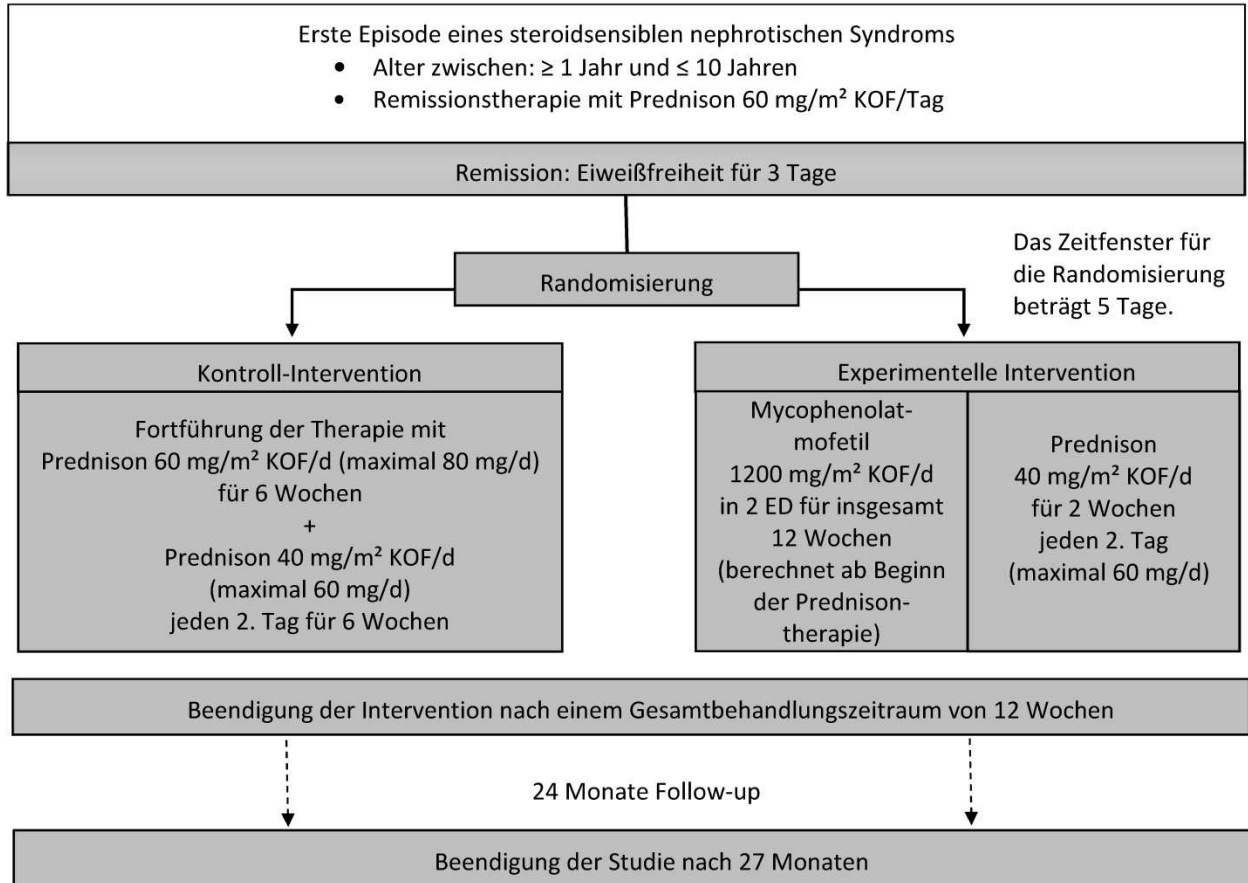 Erste Episode eines steroidsensiblen nephrotischen Syndroms
• Alter zwischen: ≥ 1 Jahr und ≤ 10 Jahren
• Remissionstherapie mit Prednison 60 mg/m² KOF/Tag
Remission: Eiweißfreiheit für 3 Tage
Das Zeitfenster für
die Randomisierung
beträgt 5 Tage.
Randomisierung
Kontroll-Intervention
Fortführung der Therapie mit
Prednison 60 mg/m² KOF/d (maximal 80 mg/d)
für 6 Wochen
+
Prednison 40 mg/m² KOF/d
(maximal 60 mg/d)
jeden 2. Tag für 6 Wochen
Experimentelle Intervention
Mycophenolat-
mofetil
1200 mg/m² KOF/d
in 2 ED für insgesamt
12 Wochen
(berechnet ab Beginn
der Prednison-
therapie)
Prednison
40 mg/m² KOF/d
für 2 Wochen
jeden 2. Tag
(maximal 60 mg/d)
Beendigung der Intervention nach einem Gesamtbehandlungszeitraum von 12 Wochen
24 Monate Follow-up
Beendigung der Studie nach 27 Monaten